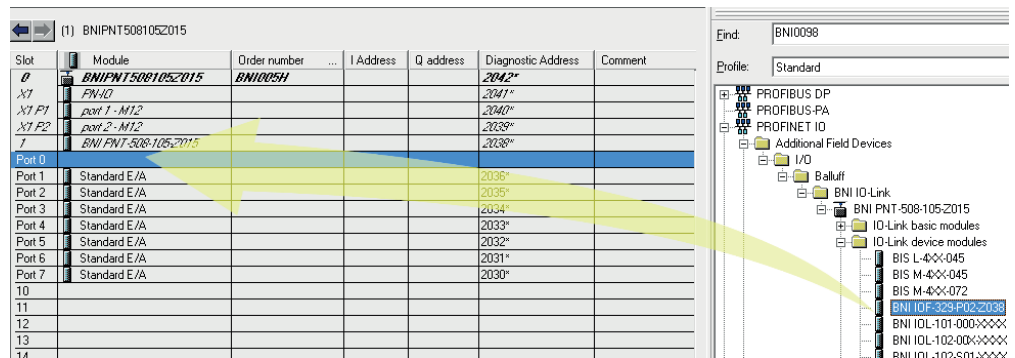 (1) BNIPNT508105Z015
Slot Module Order number ... I Address Q address Diagnostic Address Comment
0 BNIPNT508105Z015 BNI005H 2042*
X1 PN-IO 2041*
X1 P1 port 1 - M12 2040*
X1 P2 port 2 - M12 2039*
1 BNI PNT-508-105-Z015 2038*
Port 0
Port 1 Standard E/A 2036*
Port 2 Standard E/A 2035*
Port 3 Standard E/A 2034*
Port 4 Standard E/A 2033*
Port 5 Standard E/A 2032*
Port 6 Standard E/A 2031*
Port 7 Standard E/A 2030*
10
11
12
13
14
Find: BNI0098
Profile: Standard
PROFIBUS DP
PROFIBUS-PA
PROFINET IO
Additional Field Devices
I/O
Balluff
BNI IO-Link
BNI PNT-508-105-Z015
IO-Link basic modules
IO-Link device modules
BIS L-4XX-045
BIS M-4XX-045
BIS M-4XX-072
BNI IOF-329-P02-Z038
BNI IOL-101-000-XXXX
BNI IOL-102-00X-XXXX
BNI IOL-102-S01-XXXX